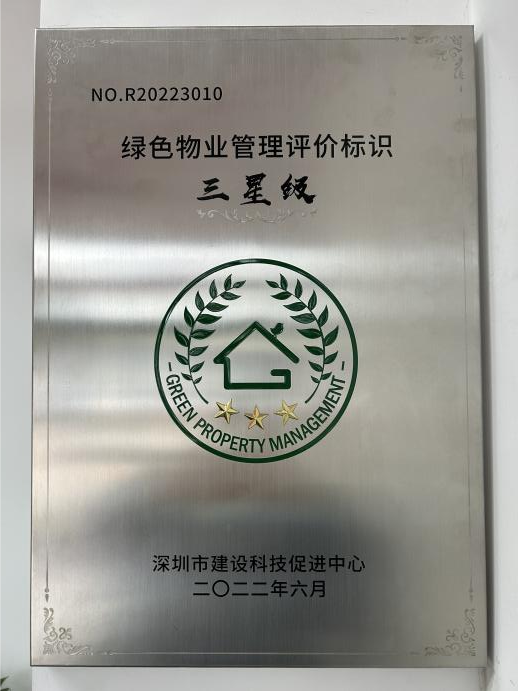 NO.R20223010
绿色物业管理评价标识
三星级
- GREEN PROPERTY MANAGEMENT -
深圳市建设科技促进中心
二〇二二年六月